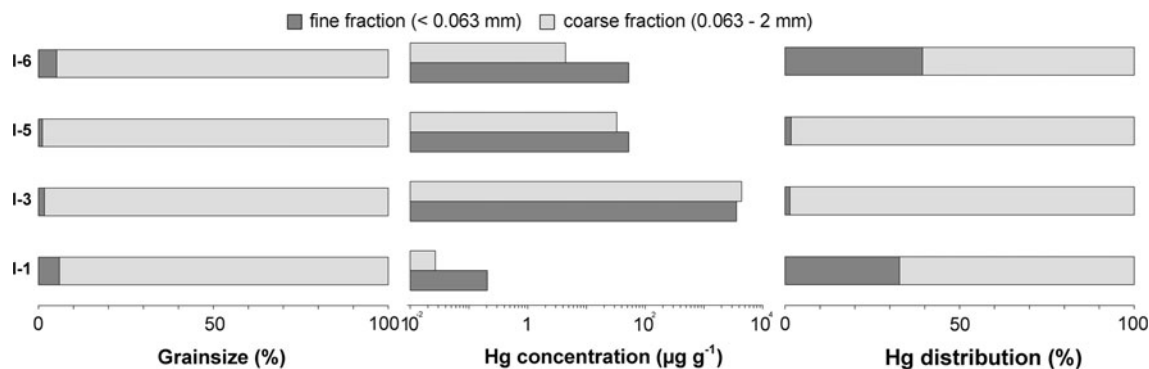 fine fraction (< 0.063 mm) coarse fraction (0.063 - 2 mm)
I-6
I-5
I-3
I-1
0 50 100
10⁻² 1 10² 10⁴
0 50 100
Grainsize (%)
Hg concentration (µg g⁻¹)
Hg distribution (%)